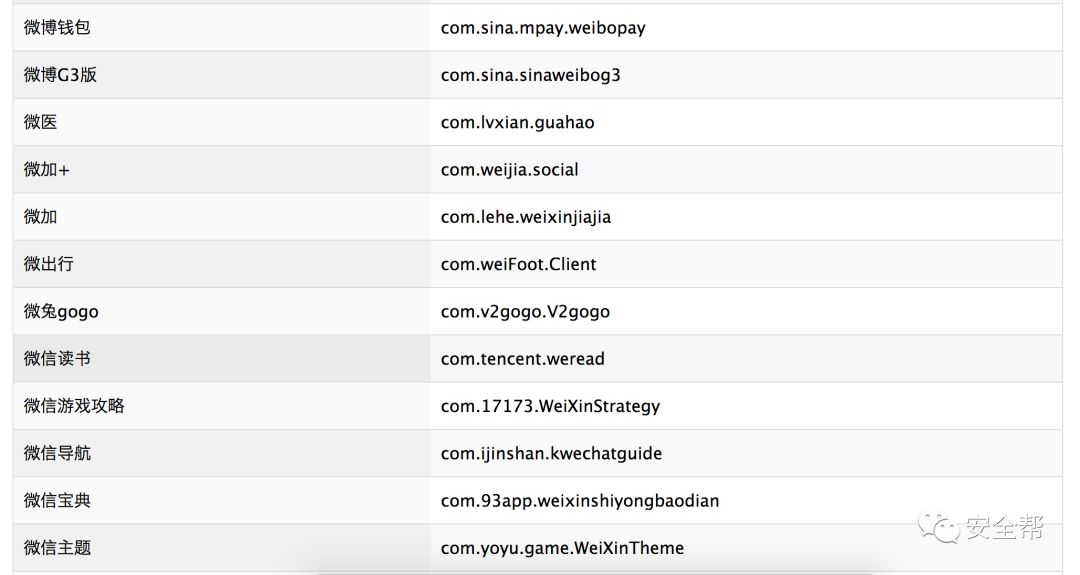 微博钱包 com.sina.mpay.weibopay
微博G3版 com.sina.sinaweibog3
微医 com.lvxian.guahao
微加+ com.weijia.social
微加 com.lehe.weixinjiajia
微出行 com.weiFoot.Client
微兔gogo com.v2gogo.V2gogo
微信读书 com.tencent.weread
微信游戏攻略 com.17173.WeiXinStrategy
微信导航 com.ijinshan.kwechatguide
微信宝典 com.93app.weixinshiyongbaodian
安全帮
微信主题 com.yoyu.game.WeiXinTheme